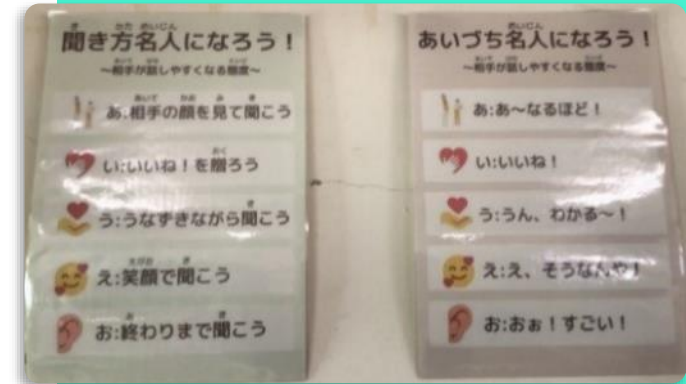 聞き方名人になろう！
～相手が話しやすくなる態度～
あ:相手の顔を見て聞こう
い:いいね！を贈ろう
う:うなずきながら聞こう
え:笑顔で聞こう
お:終わりまで聞こう
あいづち名人になろう！
～相手が話しやすくなる態度～
あ:あ～なるほど！
い:いいね！
う:うん、わかる～！
え:え、そうなんや！
お:おぉ！すごい！